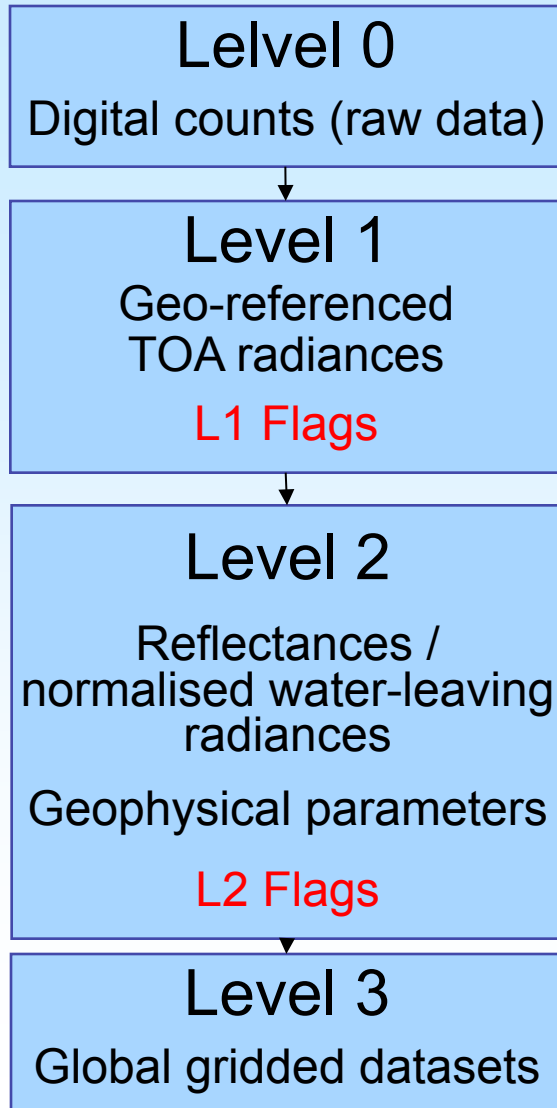 Lelvel 0
Digital counts (raw data)
Level 1
Geo-referenced
TOA radiances
L1 Flags
Level 2
Reflectances /
normalised water-leaving
radiances
Geophysical parameters
L2 Flags
Level 3
Global gridded datasets